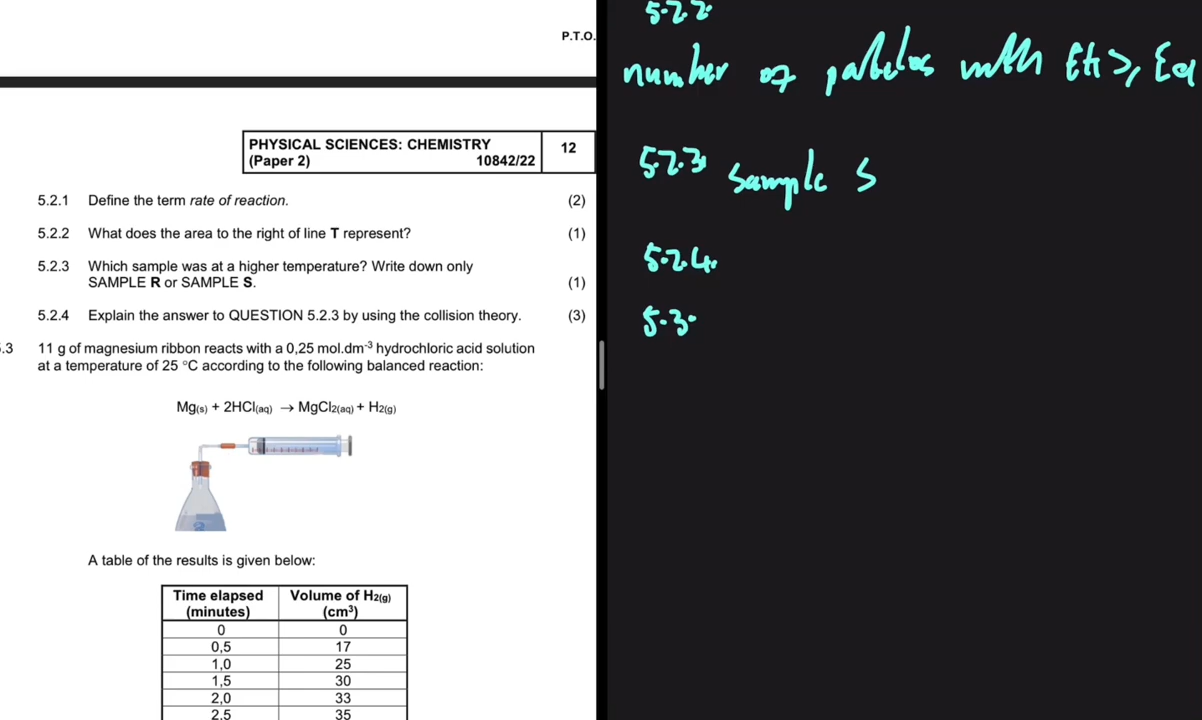 P.T.O.
PHYSICAL SCIENCES: CHEMISTRY
(Paper 2) 10842/22
12
5.2.1 Define the term rate of reaction. (2)
5.2.2 What does the area to the right of line T represent? (1)
5.2.3 Which sample was at a higher temperature? Write down only
SAMPLE R or SAMPLE S. (1)
5.2.4 Explain the answer to QUESTION 5.2.3 by using the collision theory. (3)
.3 11 g of magnesium ribbon reacts with a 0,25 mol.dm-3 hydrochloric acid solution
at a temperature of 25 °C according to the following balanced reaction:
Mg(s) + 2HCl(aq) → MgCl2(aq) + H2(g)
A table of the results is given below:
Time elapsed (minutes) Volume of H2(g) (cm³)
0 0
0,5 17
1,0 25
1,5 30
2,0 33
2,5 35
5.2.2
number of with Ek ≥ Ea
5.2.3. sample S
5.2.4.
5.3.